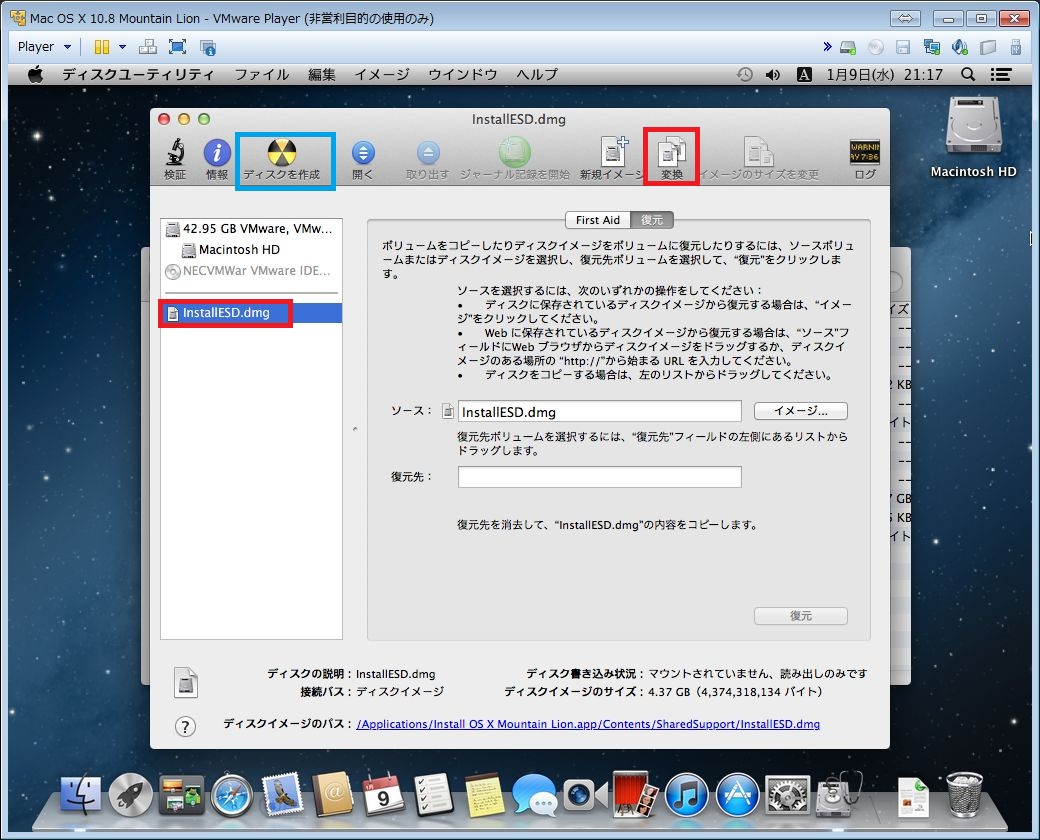 Mac OS X 10.8 Mountain Lion - VMware Player (非営利目的の使用のみ)
Player
ディスクユーティリティ ファイル 編集 イメージ ウインドウ ヘルプ
A 1月9日(水) 21:17
InstallESD.dmg
検証 情報 ディスクを作成 開く 取り出す ジャーナル記録を開始 新規イメージ 変換 イメージのサイズを変更 ログ
WARNIN
AY 7:86
Macintosh HD
42.95 GB VMware, VMw...
Macintosh HD
NECVMWar VMware IDE...
InstallESD.dmg
First Aid 復元
ボリュームをコピーしたりディスクイメージをボリュームに復元したりするには、ソースボリュ
ームまたはディスクイメージを選択し、復元先ボリュームを選択して、“復元”をクリックしま
す。
ソースを選択するには、次のいずれかの操作をしてください：
• ディスクに保存されているディスクイメージから復元する場合は、“イメー
ジ”をクリックしてください。
• Web に保存されているディスクイメージから復元する場合は、“ソース”フ
ィールドにWeb ブラウザからディスクイメージをドラッグするか、ディスクイ
メージのある場所の “http://”から始まる URL を入力してください。
• ディスクをコピーする場合は、左のリストからドラッグしてください。
ソース： InstallESD.dmg イメージ...
復元先ボリュームを選択するには、“復元先”フィールドの左側にあるリストから
ドラッグします。
復元先：
復元先を消去して、“InstallESD.dmg”の内容をコピーします。
復元
イズ
--
--
--
2 KB
--
イト
--
--
--
7 GB
5 KB
イト
ディスクの説明：InstallESD.dmg
接続バス：ディスクイメージ
ディスク書き込み状況：マウントされていません、読み出しのみです
ディスクイメージのサイズ：4.37 GB（4,374,318,134 バイト）
?
ディスクイメージのパス：/Applications/Install OS X Mountain Lion.app/Contents/SharedSupport/InstallESD.dmg
9